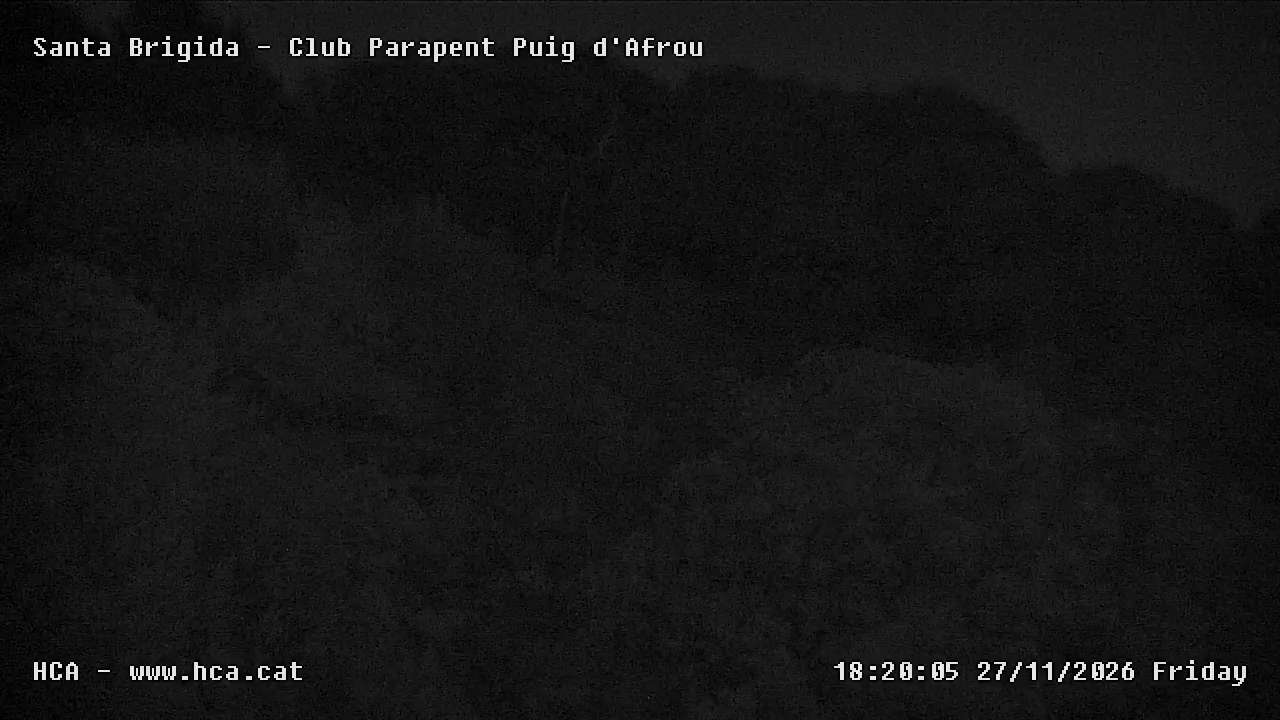 Santa Brigida - Club Parapent Puig d'Afrou
HCA - www.hca.cat
18:20:05 27/11/2026 Friday